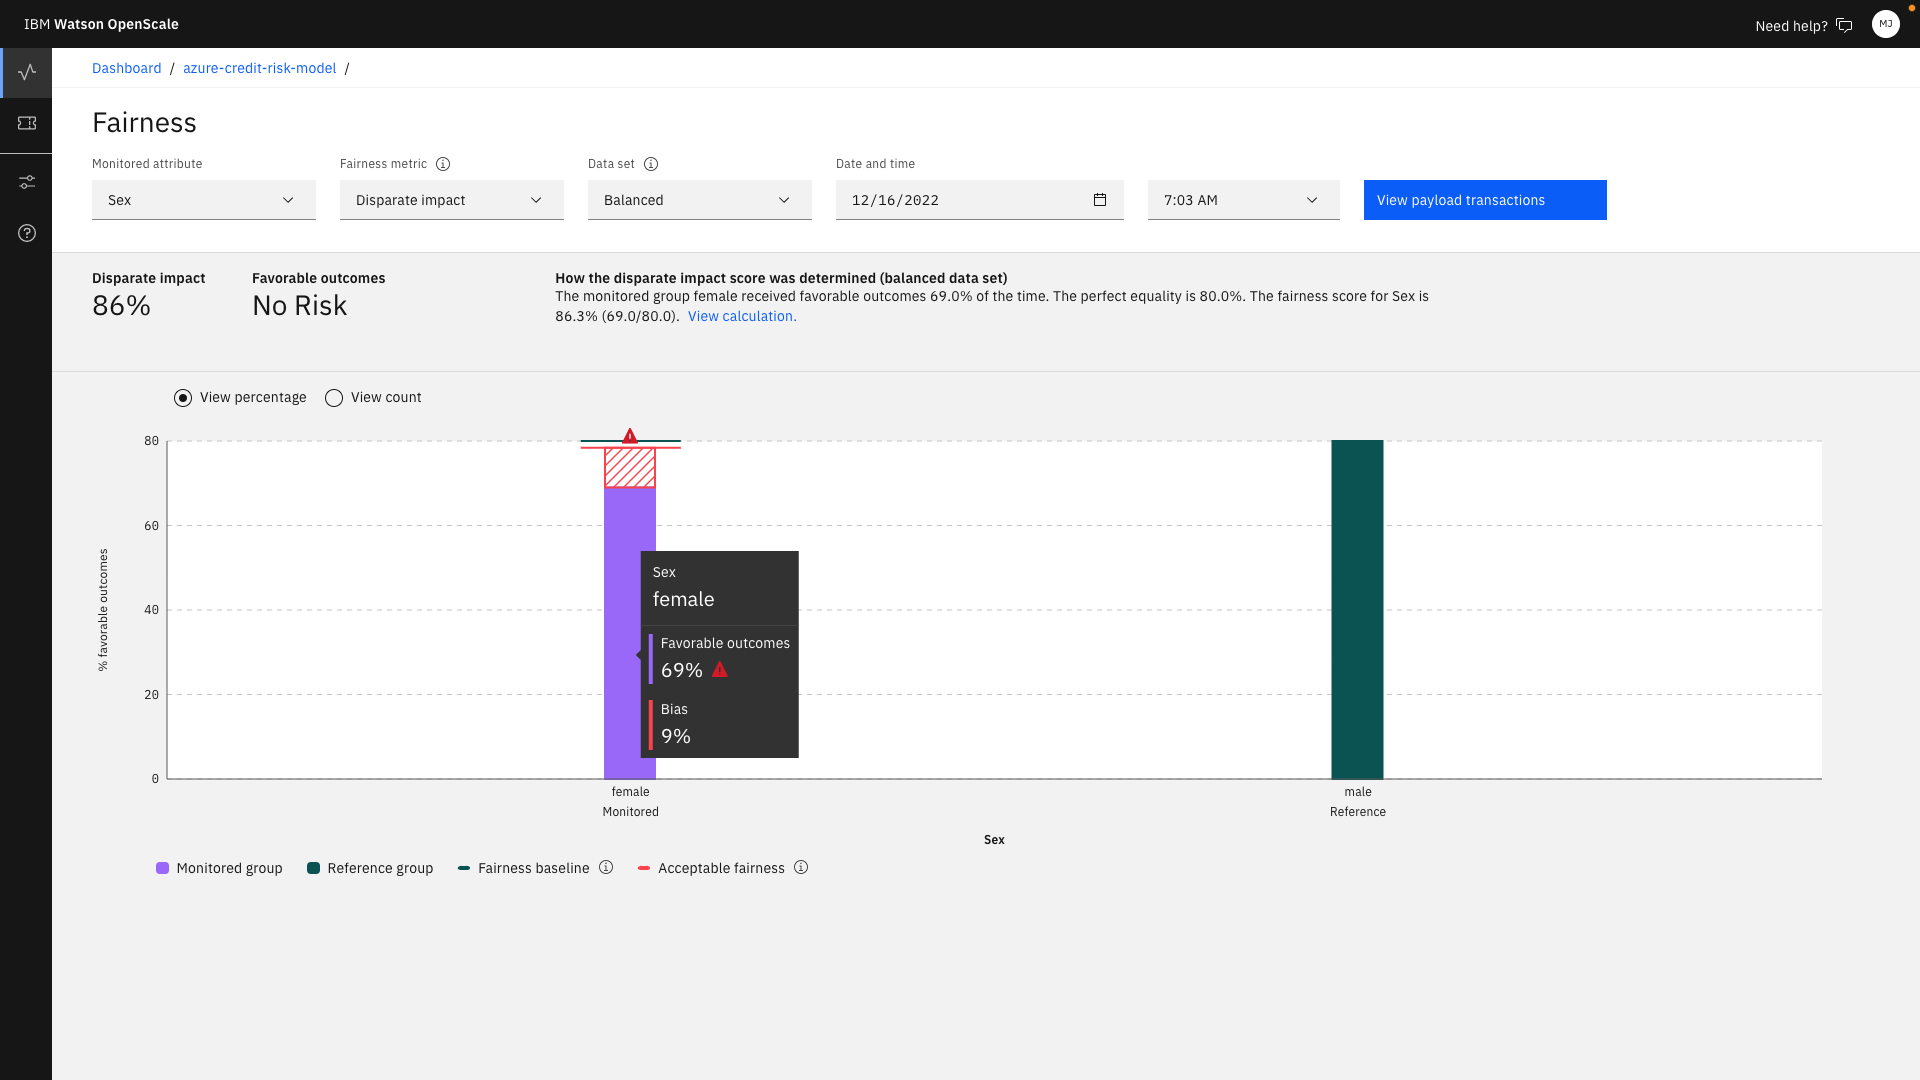 IBM Watson OpenScale
Need help?
MJ
Dashboard / azure-credit-risk-model /
Fairness
Monitored attribute
Fairness metric
Data set
Date and time
Sex
Disparate impact
Balanced
12/16/2022
7:03 AM
View payload transactions
Disparate impact
86%
Favorable outcomes
No Risk
How the disparate impact score was determined (balanced data set)
The monitored group female received favorable outcomes 69.0% of the time. The perfect equality is 80.0%. The fairness score for Sex is
86.3% (69.0/80.0). View calculation.
View percentage
View count
80
60
40
20
0
% favorable outcomes
Sex
female
Favorable outcomes
69%
Bias
9%
female
Monitored
male
Reference
Sex
Monitored group
Reference group
Fairness baseline
Acceptable fairness